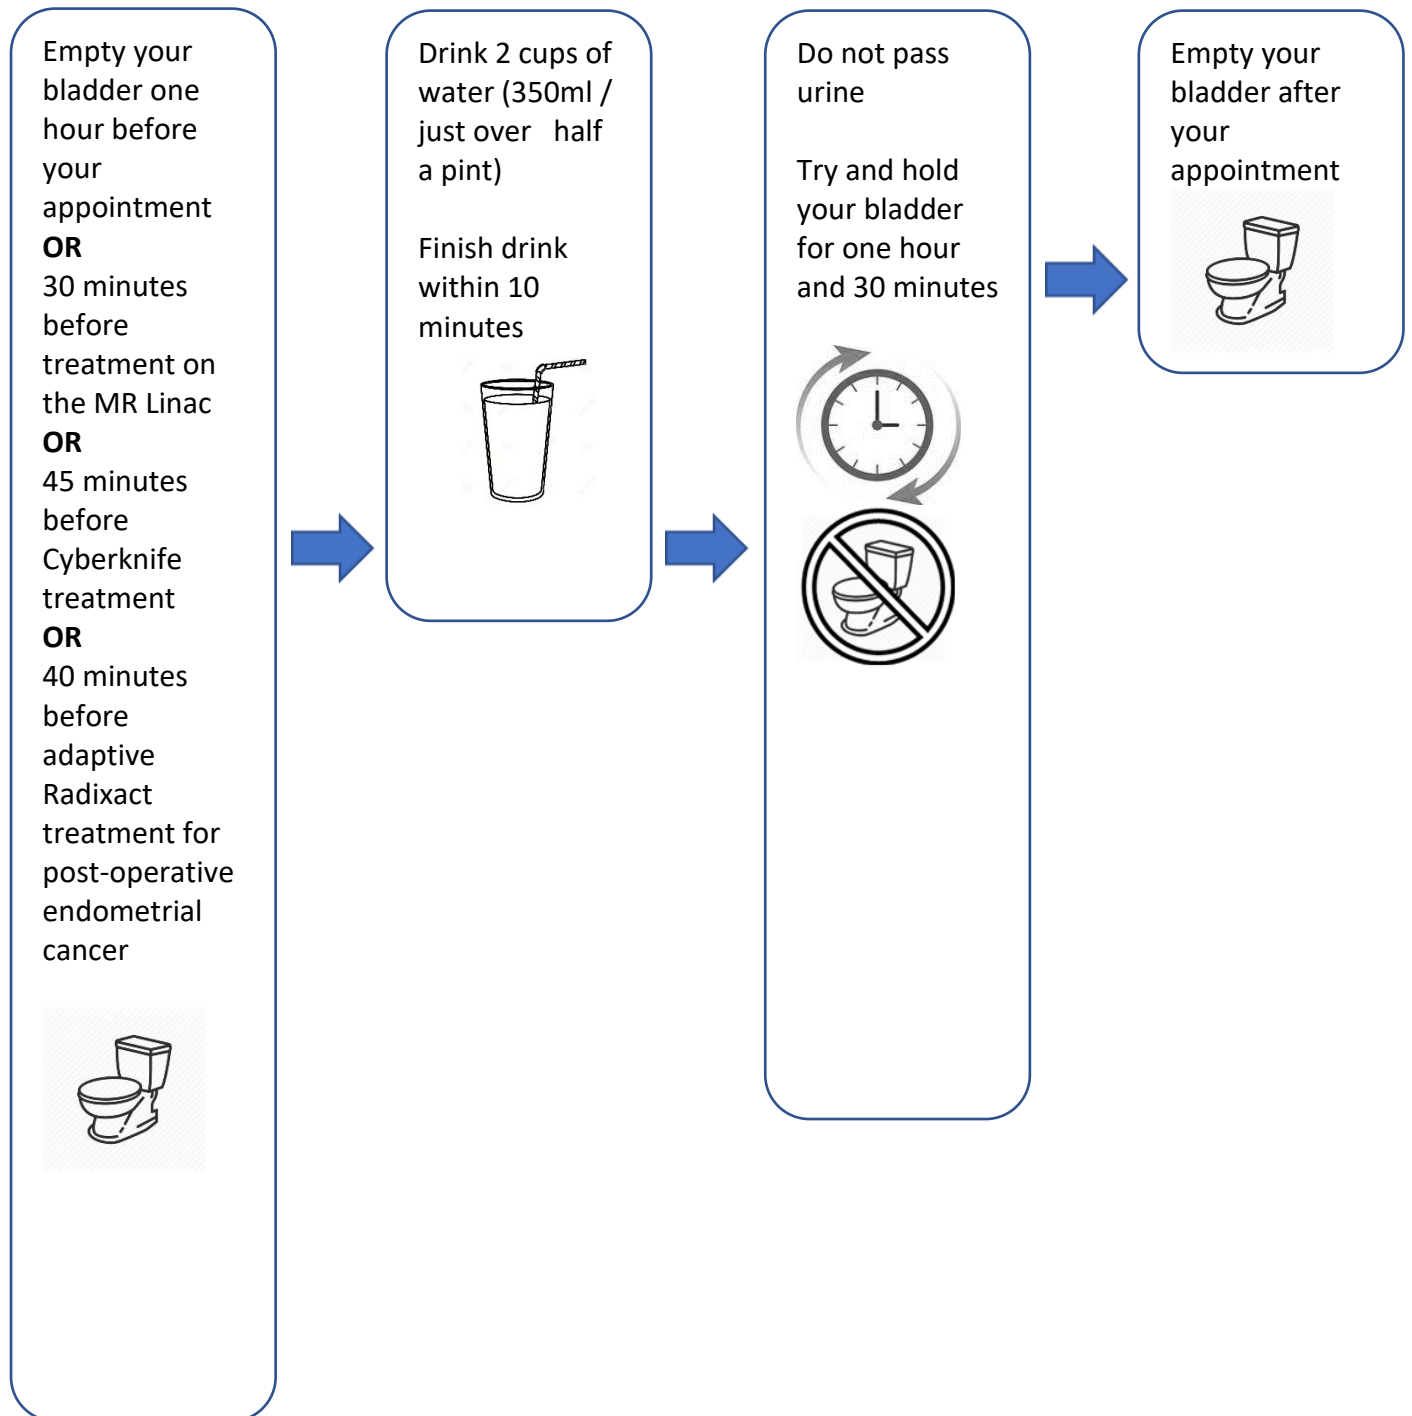 Empty your
bladder one
hour before
your
appointment
OR
30 minutes
before
treatment on
the MR Linac
OR
45 minutes
before
Cyberknife
treatment
OR
40 minutes
before
adaptive
Radixact
treatment for
post-operative
endometrial
cancer
Drink 2 cups of
water (350ml /
just over half
a pint)
Finish drink
within 10
minutes
Do not pass
urine
Try and hold
your bladder
for one hour
and 30 minutes
Empty your
bladder after
your
appointment